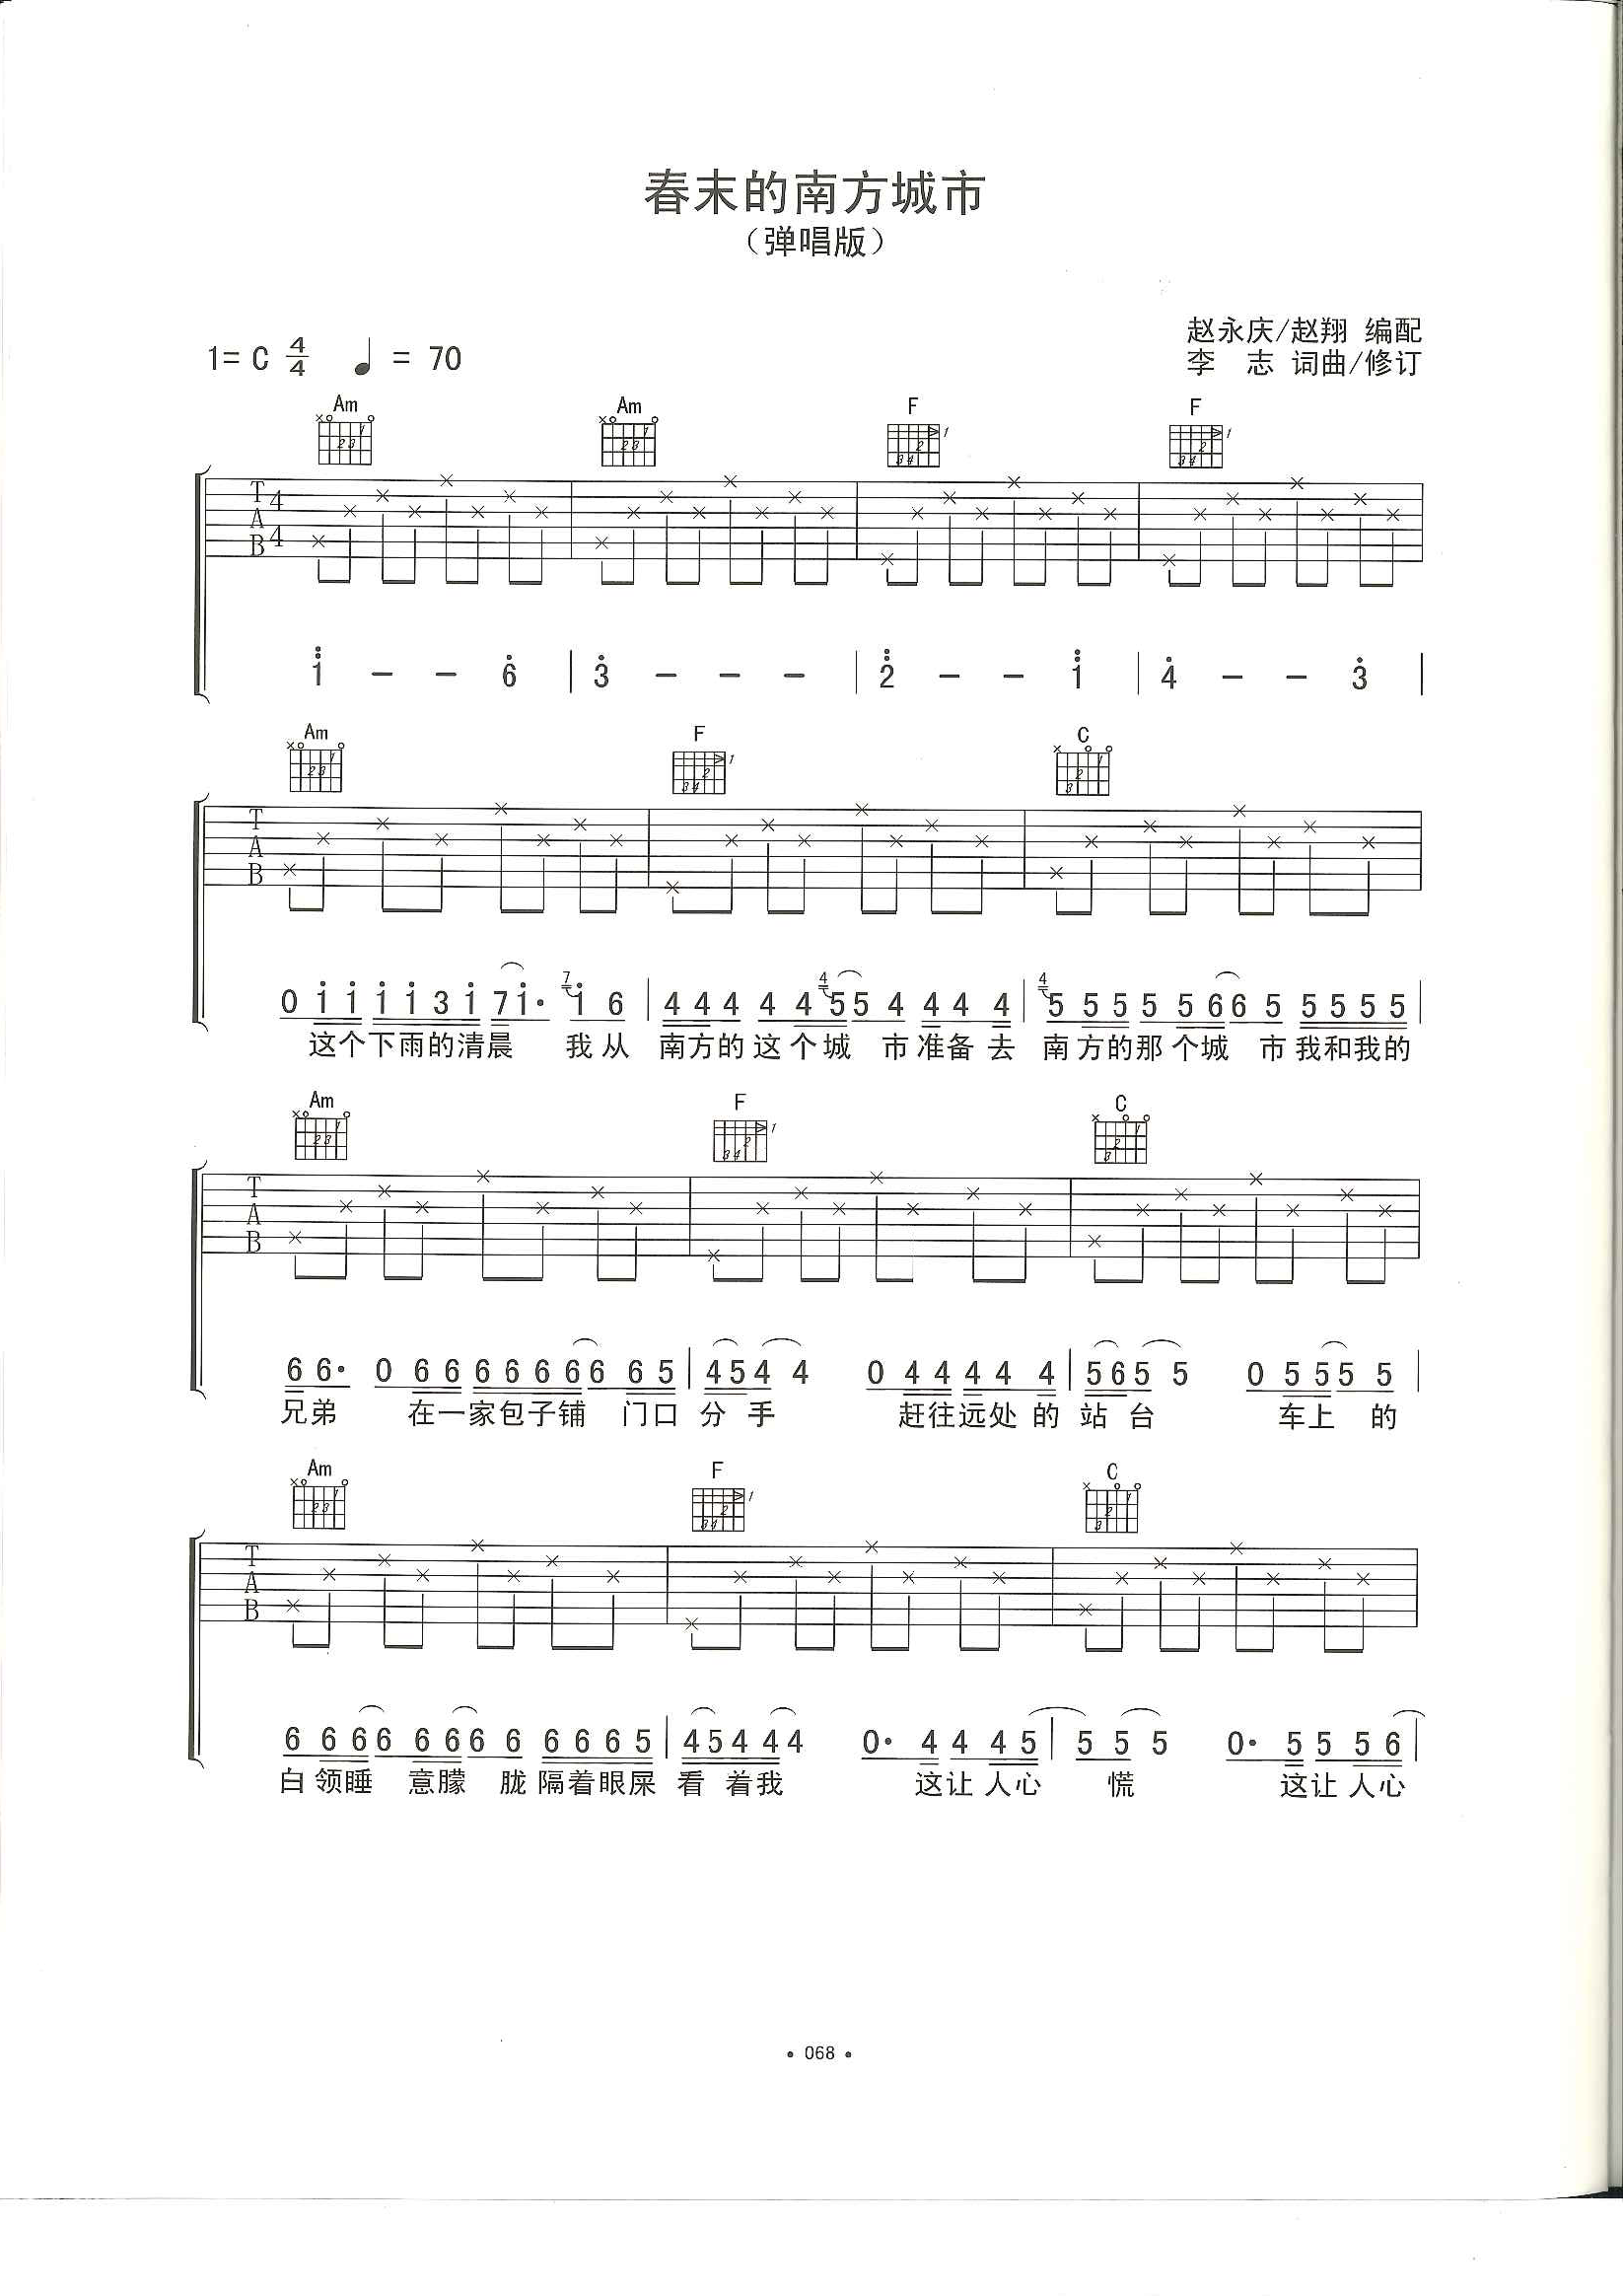 春末的南方城市
（弹唱版）
赵永庆/赵翔 编配
1= C 4/4 ♩ = 70
李 志 词曲/修订
Am Am F F
T A B 4 4
1 - - 6 | 3 - - - | 2 - - 1 | 4 - - 3 |
Am F C
T A B
0 1 1 1 1 3 1 7 1· 7 1 6 | 4 4 4 4 4 4 5 5 4 4 4 4 | 4 5 5 5 5 5 6 6 5 5 5 5 5 |
这个下雨的清晨 我从 南方的这个城 市准备去 南方的那个城 市我和我的
Am F C
T A B
6 6· 0 6 6 6 6 6 6 6 6 5 | 4 5 4 4 0 4 4 4 4 4 | 5 6 5 5 0 5 5 5 5 |
兄弟 在一家包子铺 门口 分 手 赶往远处的 站 台 车上 的
Am F C
T A B
6 6 6 6 6 6 6 6 6 6 6 5 | 4 5 4 4 4 0· 4 4 4 5 | 5 5 5 0· 5 5 5 6 |
白领睡 意朦 胧隔着眼屎 看 着我 这让人心 慌 这让人心
• 068 •